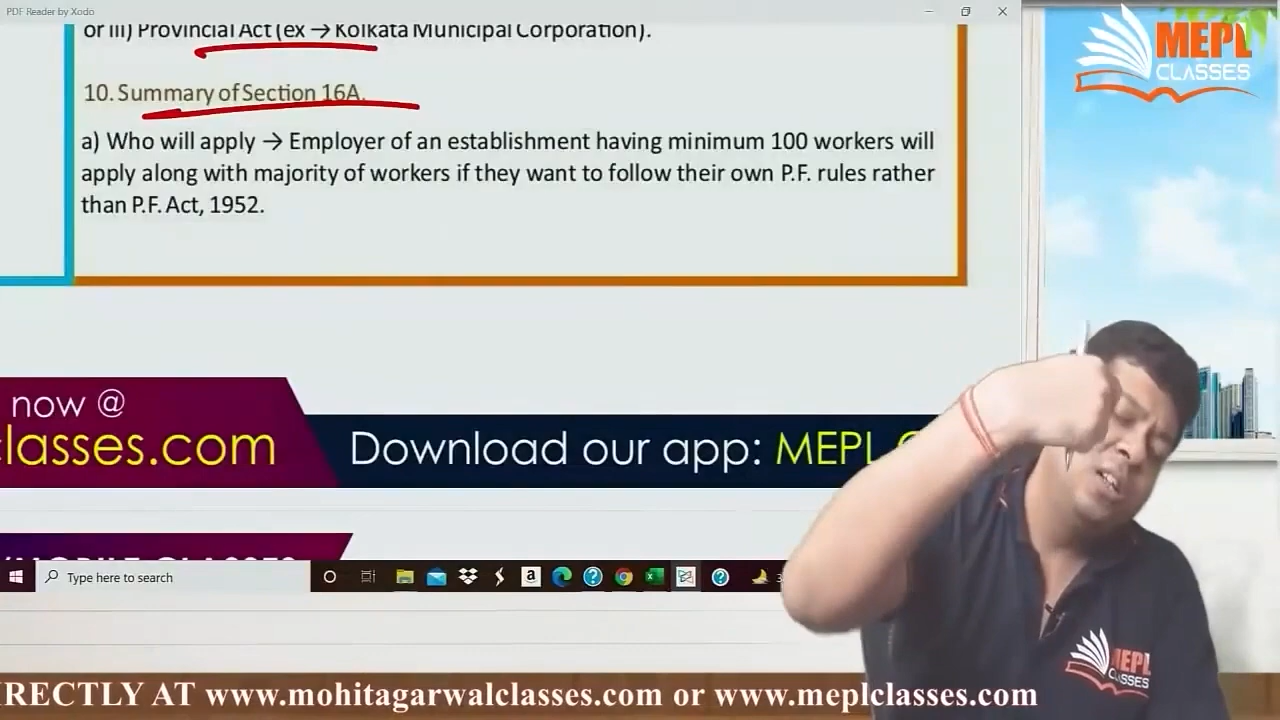 PDF Reader by Xodo
or iii) Provincial Act (ex → Kolkata Municipal Corporation).
10. Summary of Section 16A.
a) Who will apply → Employer of an establishment having minimum 100 workers will
apply along with majority of workers if they want to follow their own P.F. rules rather
than P.F. Act, 1952.
MEPL
CLASSES
now @
classes.com
Download our app: MEPL
Type here to search
MEPL
CLASSES
DIRECTLY AT www.mohitagarwalclasses.com or www.meplclasses.com